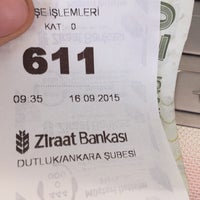 ŞE İŞLEMLERİ
KAT: 0
611
09:35 16.09.2015
Ziraat Bankası
DUTLUK/ANKARA ŞUBESİ